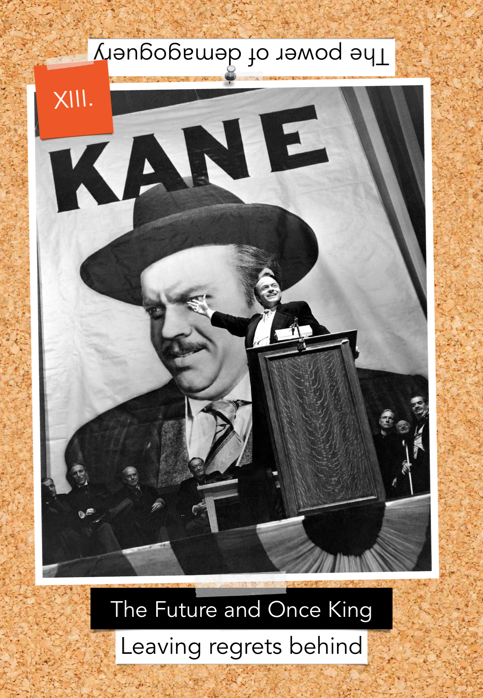 The power of demagoguery
XIII.
KANE
The Future and Once King
Leaving regrets behind